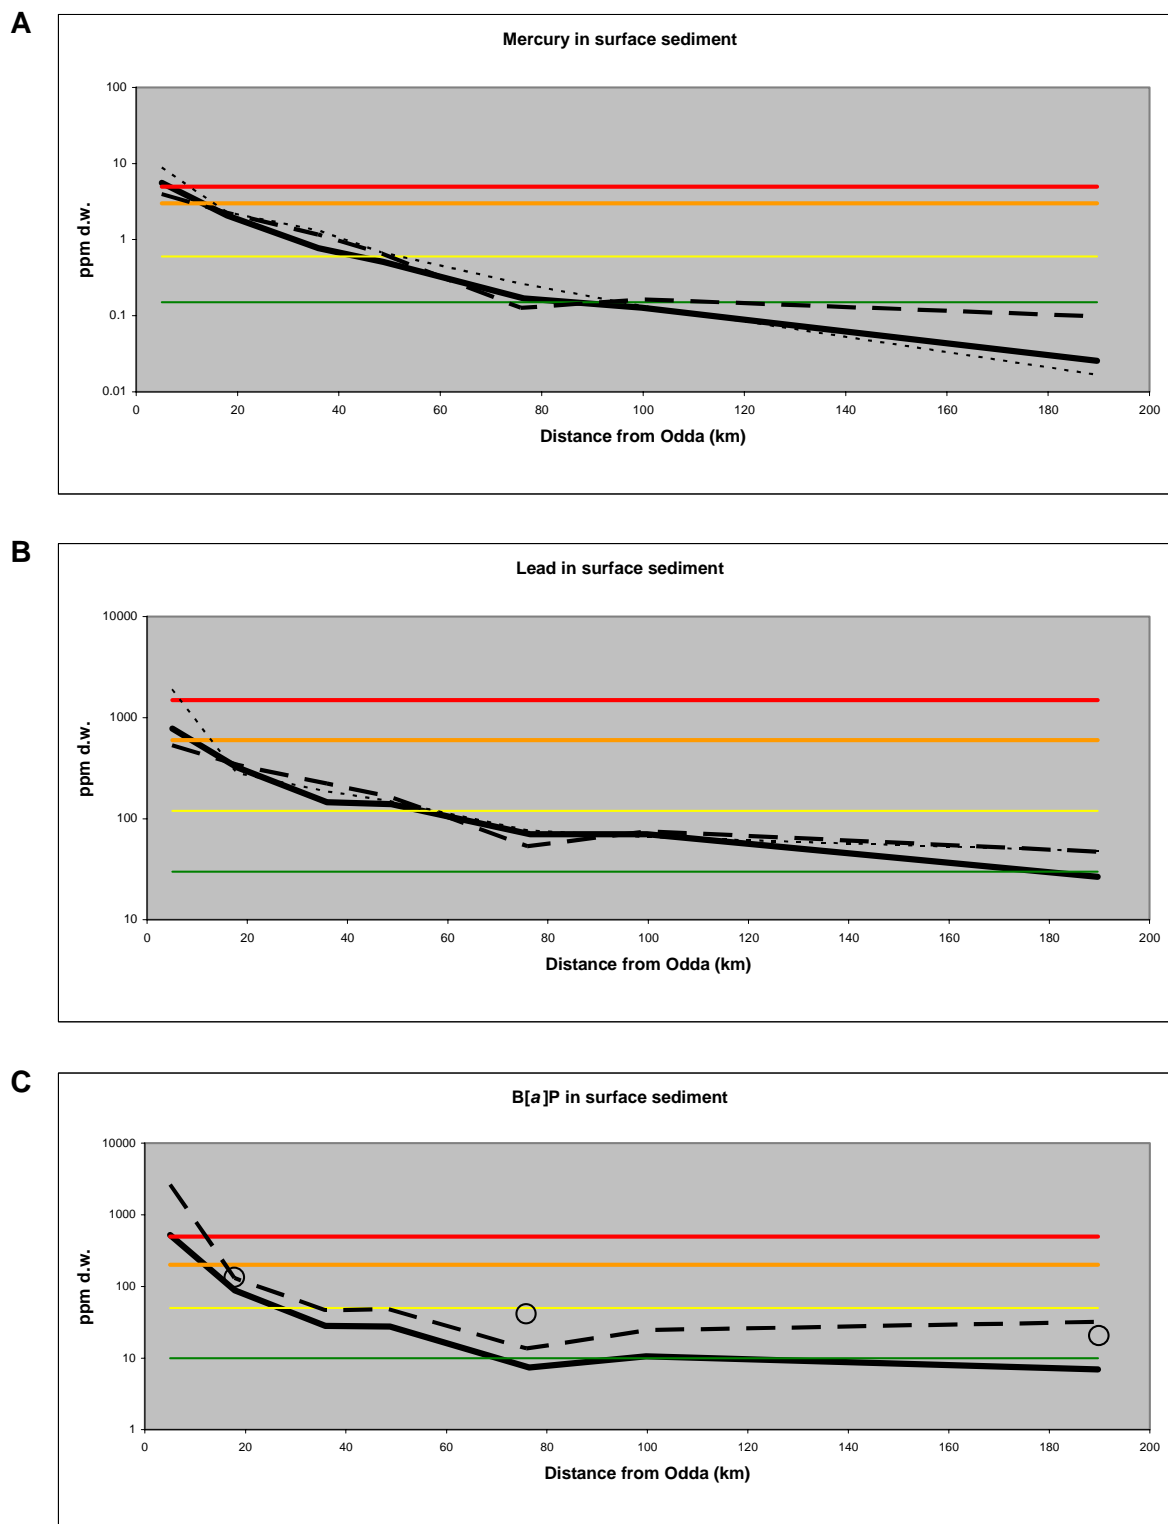 A
Mercury in surface sediment
100
10
1
0.1
0.01
ppm d.w.
0 20 40 60 80 100 120 140 160 180 200
Distance from Odda (km)
B
Lead in surface sediment
10000
1000
100
10
ppm d.w.
0 20 40 60 80 100 120 140 160 180 200
Distance from Odda (km)
C
B[a]P in surface sediment
10000
1000
100
10
1
ppm d.w.
0 20 40 60 80 100 120 140 160 180 200
Distance from Odda (km)